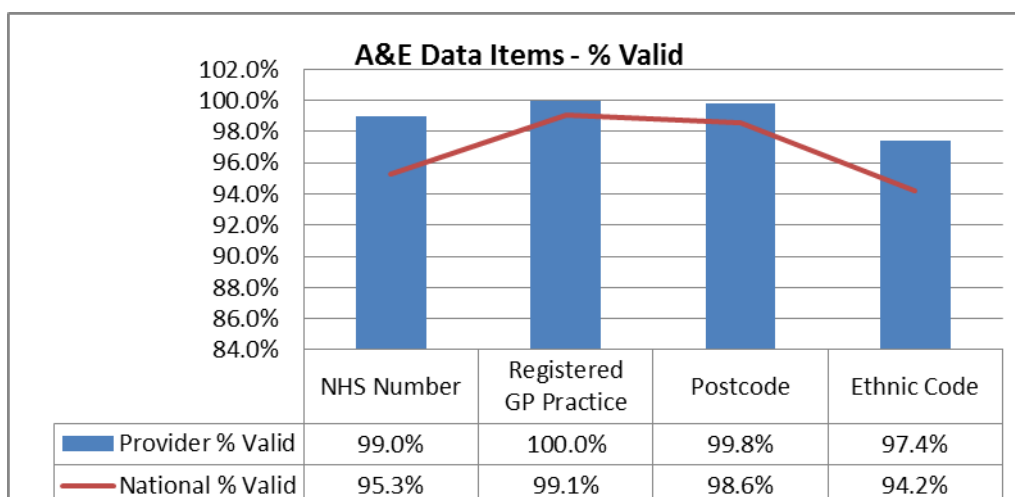 A&E Data Items - % Valid
102.0%
100.0%
98.0%
96.0%
94.0%
92.0%
90.0%
88.0%
86.0%
84.0%
NHS Number
Registered
GP Practice
Postcode
Ethnic Code
Provider % Valid 99.0% 100.0% 99.8% 97.4%
National % Valid 95.3% 99.1% 98.6% 94.2%